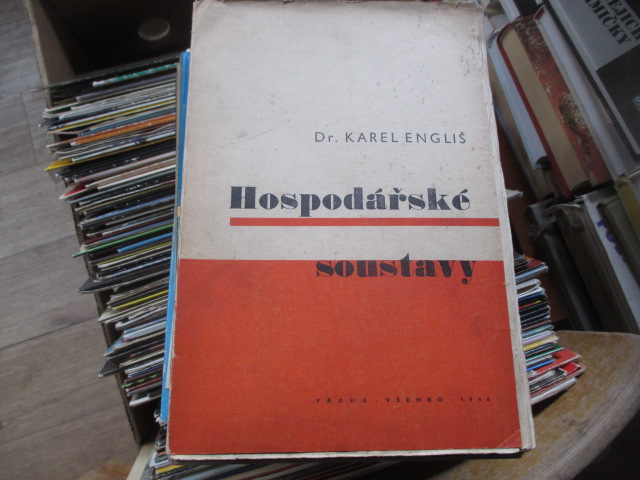 Dr. KAREL ENGLIŠ
Hospodářské
soustavy
PRAHA - VŠEHRD - 1946